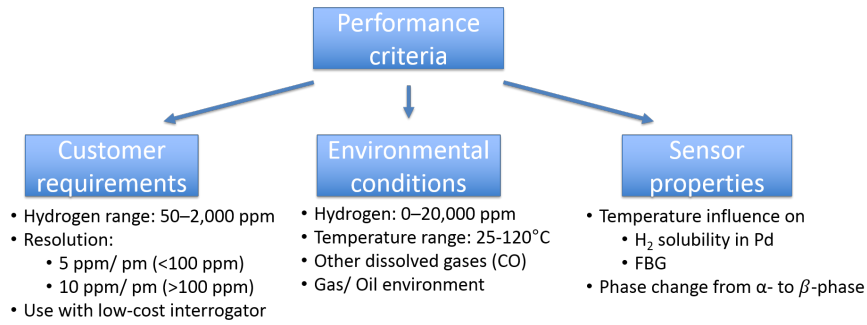 Performance
criteria
Customer
requirements
• Hydrogen range: 50–2,000 ppm
• Resolution:
• 5 ppm/ pm (<100 ppm)
• 10 ppm/ pm (>100 ppm)
• Use with low-cost interrogator
Environmental
conditions
• Hydrogen: 0–20,000 ppm
• Temperature range: 25-120°C
• Other dissolved gases (CO)
• Gas/ Oil environment
Sensor
properties
• Temperature influence on
• H₂ solubility in Pd
• FBG
• Phase change from α- to β-phase